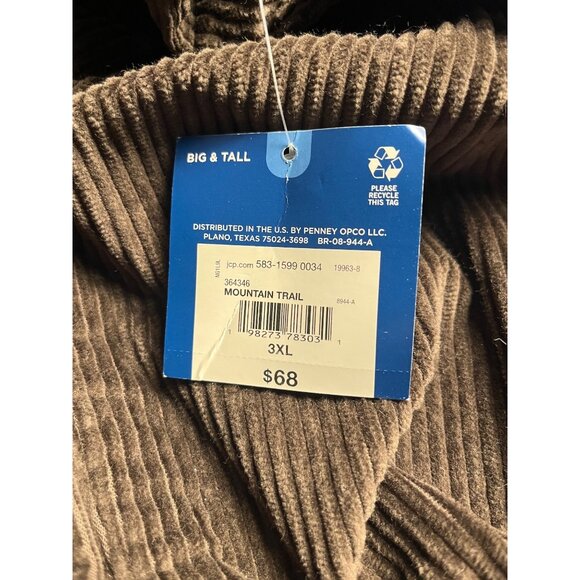 BIG & TALL
PLEASE
RECYCLE
THIS TAG
DISTRIBUTED IN THE U.S. BY PENNEY OPCO LLC.
PLANO, TEXAS 75024-3698 BR-08-944-A
jcp.com 583-1599 0034 19963-8
364346
MOUNTAIN TRAIL
8944-A
1 98273 78303 1
3XL
$68